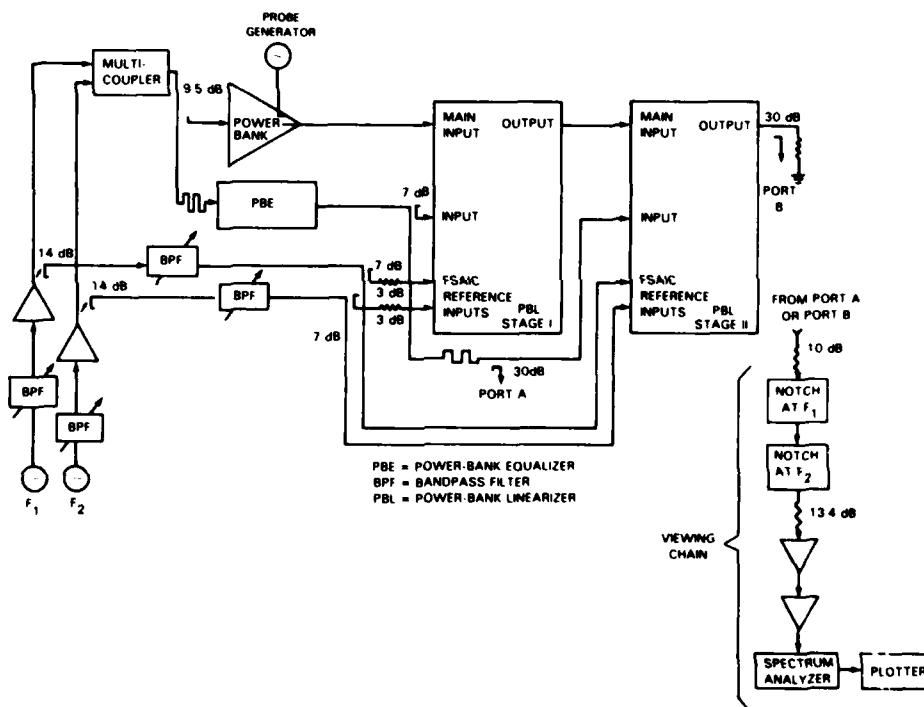 PROBE
GENERATOR
MULTI-
COUPLER
9.5 dB
POWER
BANK
MAIN
INPUT
OUTPUT
MAIN
INPUT
OUTPUT
30 dB
PORT
B
PBE
7 dB
INPUT
INPUT
14 dB
BPF
7 dB
3 dB
3 dB
FSAIC
REFERENCE
INPUTS
PBL
STAGE I
FSAIC
REFERENCE
INPUTS
PBL
STAGE II
14 dB
BPF
7 dB
30dB
PORT A
FROM PORT A
OR PORT B
10 dB
BPF
BPF
NOTCH
AT F1
NOTCH
AT F2
F1
F2
PBE = POWER-BANK EQUALIZER
BPF = BANDPASS FILTER
PBL = POWER-BANK LINEARIZER
13.4 dB
VIEWING
CHAIN
SPECTRUM
ANALYZER
PLOTTER